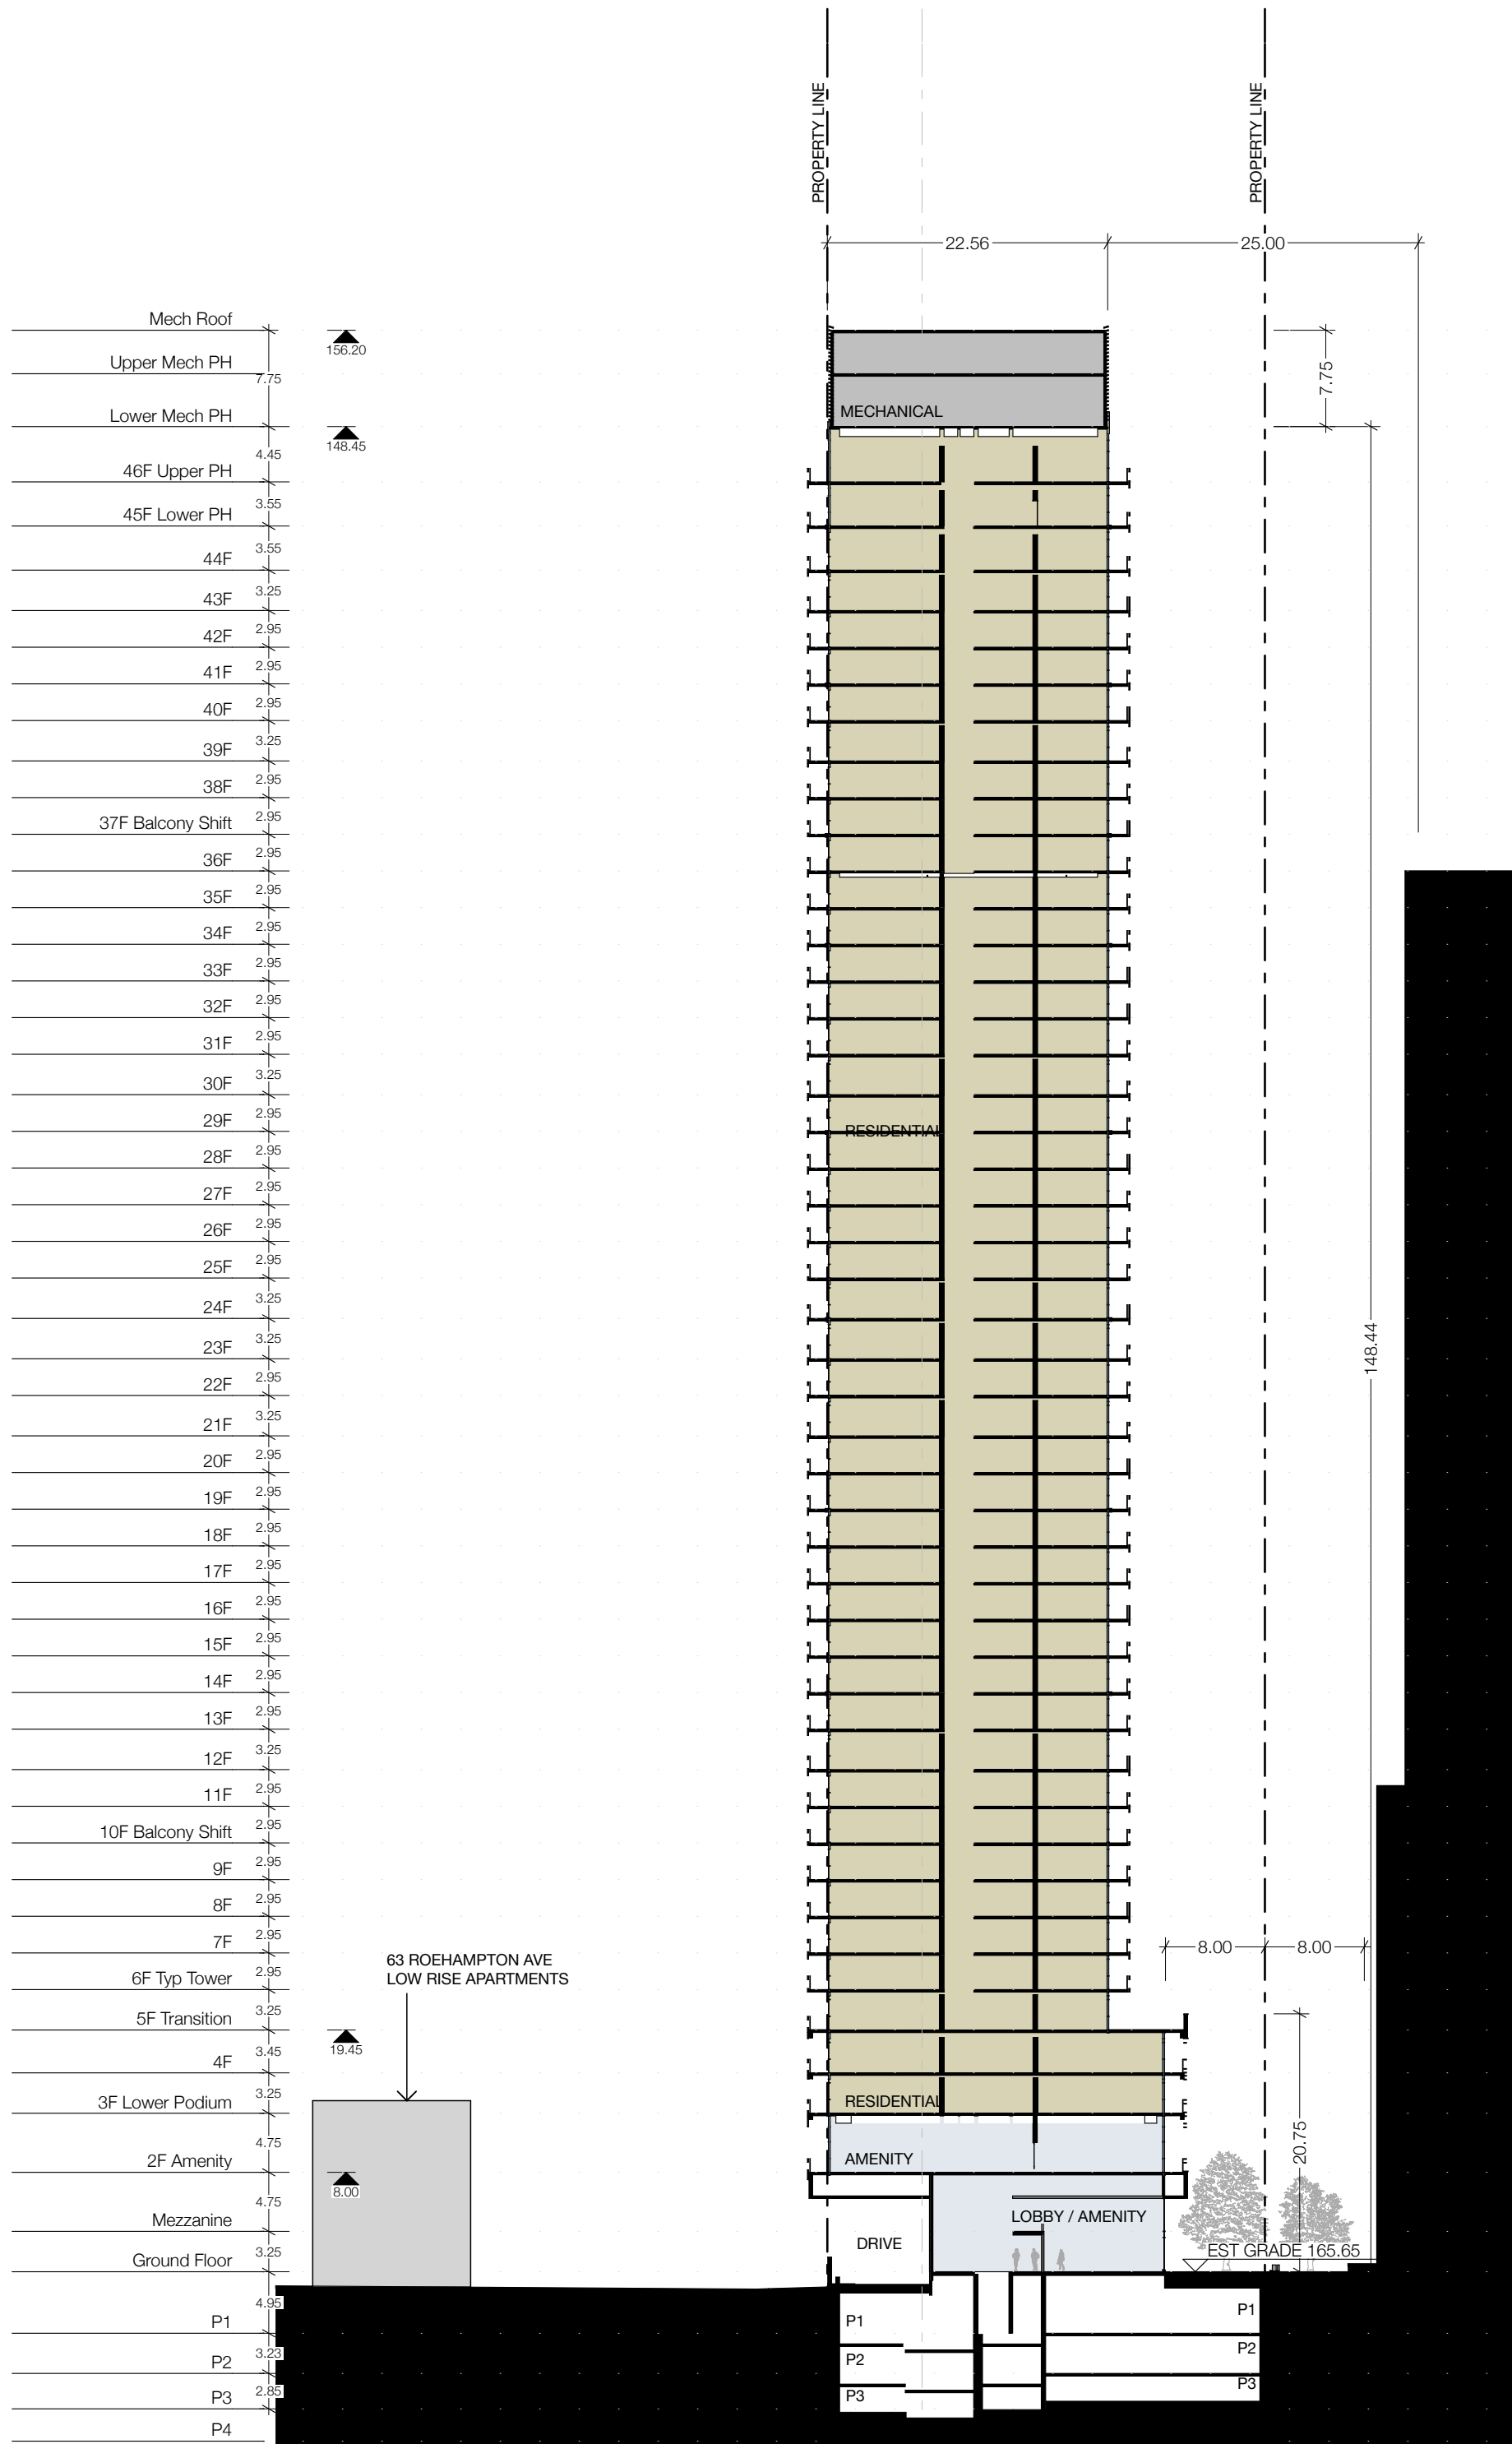 PROPERTY LINE
PROPERTY LINE
22.56
25.00
Mech Roof
156.20
Upper Mech PH
7.75
7.75
Lower Mech PH
MECHANICAL
148.45
4.45
46F Upper PH
3.55
45F Lower PH
3.55
44F
3.25
43F
2.95
42F
2.95
41F
2.95
40F
3.25
39F
2.95
38F
2.95
37F Balcony Shift
2.95
36F
2.95
35F
2.95
34F
2.95
33F
2.95
32F
2.95
31F
3.25
30F
2.95
29F
RESIDENTIAL
2.95
28F
2.95
27F
2.95
26F
2.95
25F
3.25
24F
3.25
148.44
23F
2.95
22F
3.25
21F
2.95
20F
2.95
19F
2.95
18F
2.95
17F
2.95
16F
2.95
15F
2.95
14F
2.95
13F
3.25
12F
2.95
11F
2.95
10F Balcony Shift
2.95
9F
2.95
8F
2.95
7F
8.00
8.00
63 ROEHAMPTON AVE
LOW RISE APARTMENTS
2.95
6F Typ Tower
3.25
5F Transition
19.45
3.45
4F
3.25
3F Lower Podium
RESIDENTIAL
20.75
4.75
2F Amenity
AMENITY
8.00
4.75
Mezzanine
LOBBY / AMENITY
DRIVE
3.25
Ground Floor
EST GRADE 165.65
4.95
P1
P1
P1
3.23
P2
P2
P2
2.85
P3
P3
P3
P4